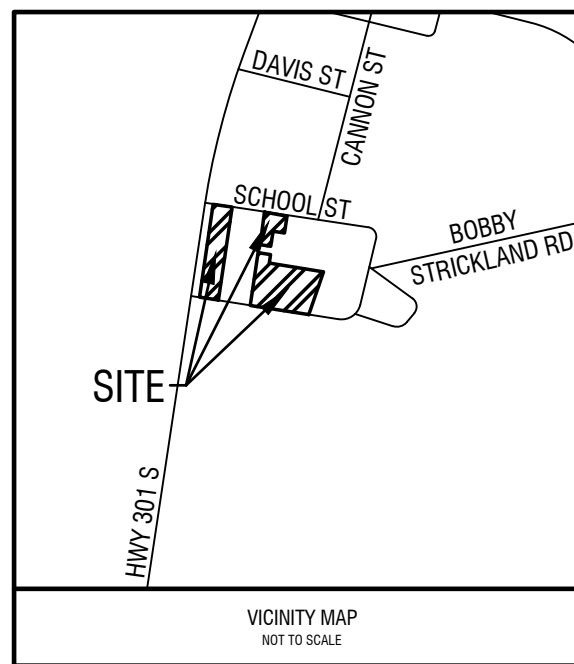 DAVIS ST
CANNON ST
SCHOOL ST
BOBBY
STRICKLAND RD
SITE
HWY 301 S
VICINITY MAP
NOT TO SCALE